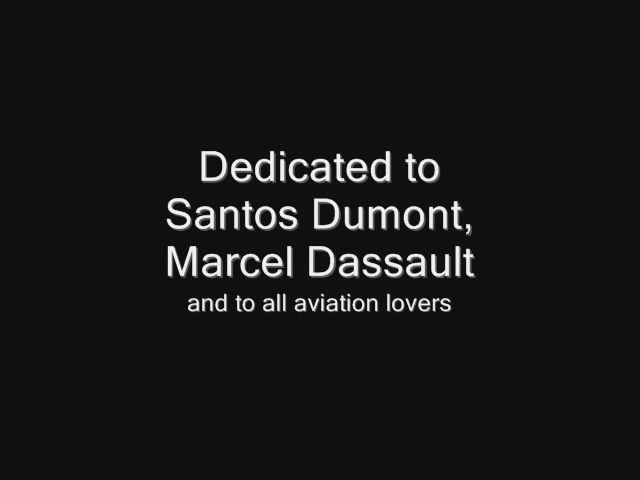 Dedicated to
Santos Dumont,
Marcel Dassault
and to all aviation lovers